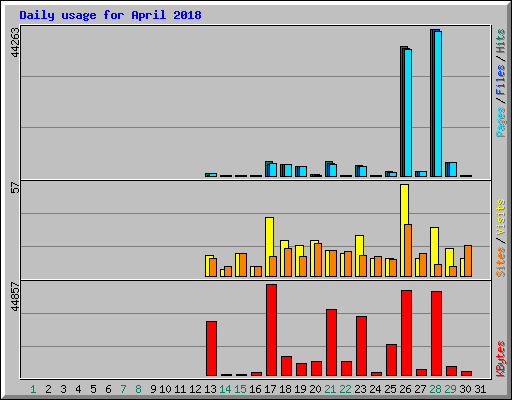 Daily usage for April 2018
44263
Pages / Files / Hits
57
Sites / Visits
44857
KBytes
1 2 3 4 5 6 7 8 9 10 11 12 13 14 15 16 17 18 19 20 21 22 23 24 25 26 27 28 29 30 31